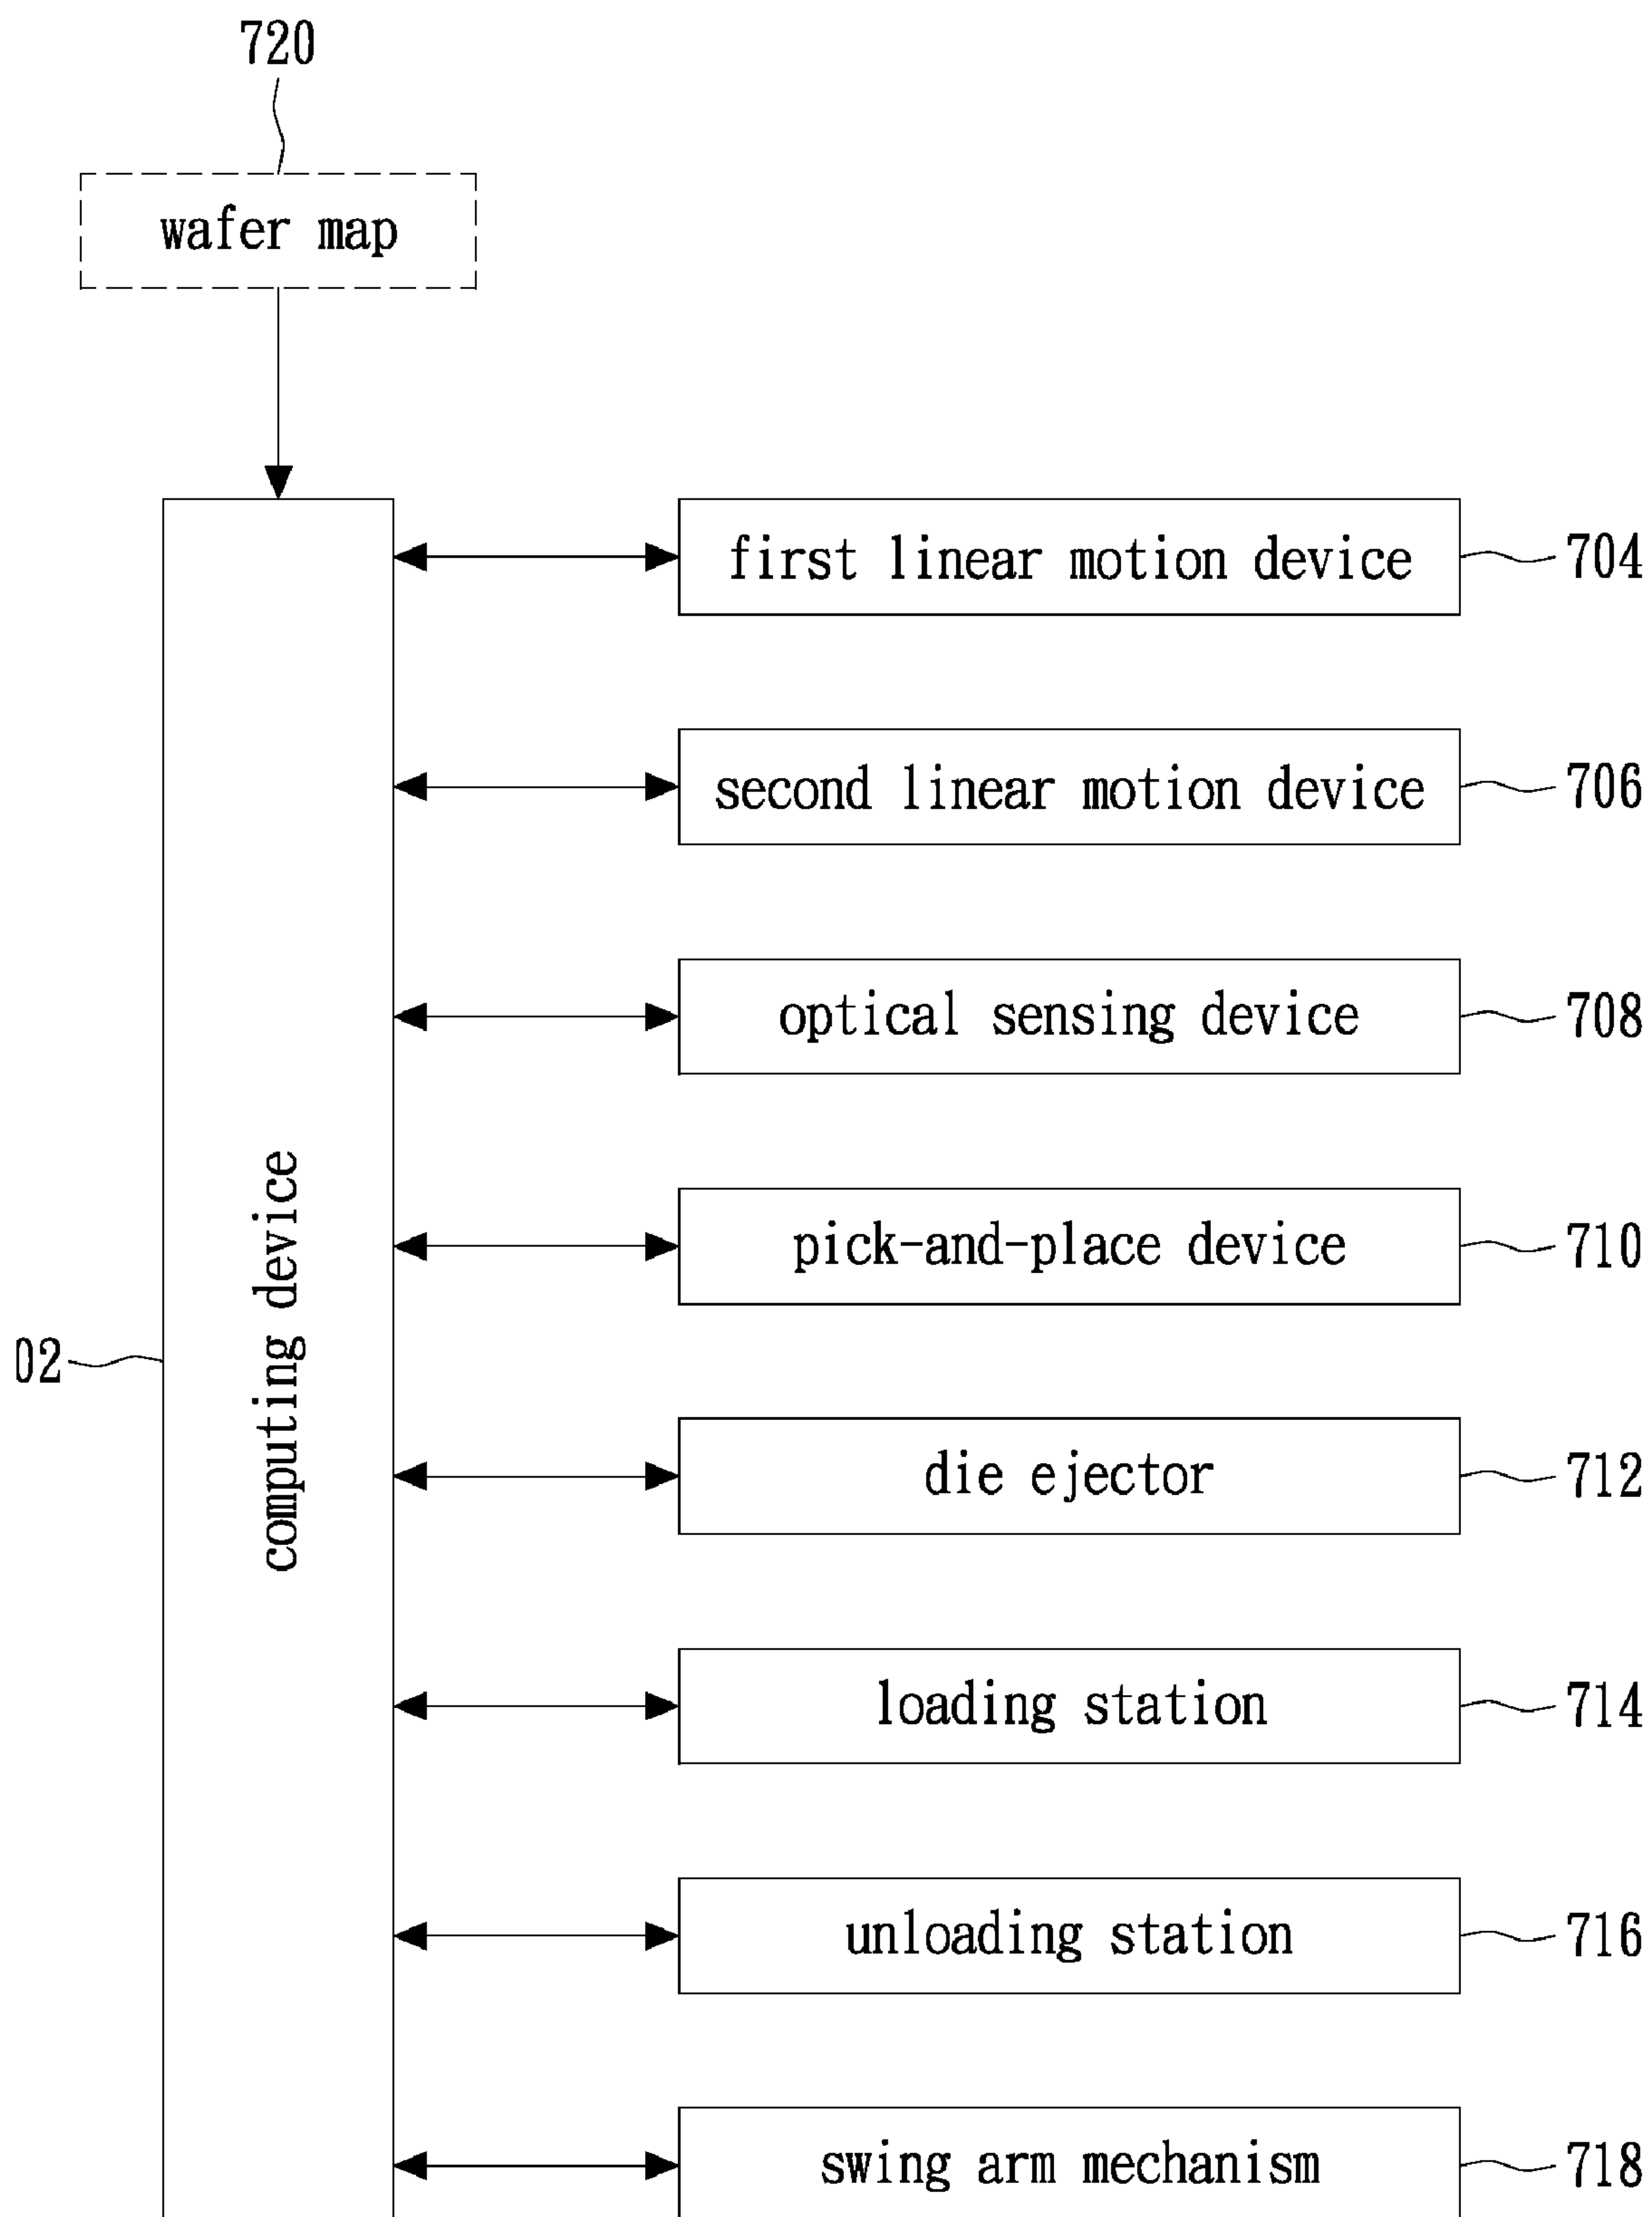 720
wafer map
first linear motion device 704
second linear motion device 706
optical sensing device 708
pick-and-place device 710
computing device
02
die ejector 712
loading station 714
unloading station 716
swing arm mechanism 718